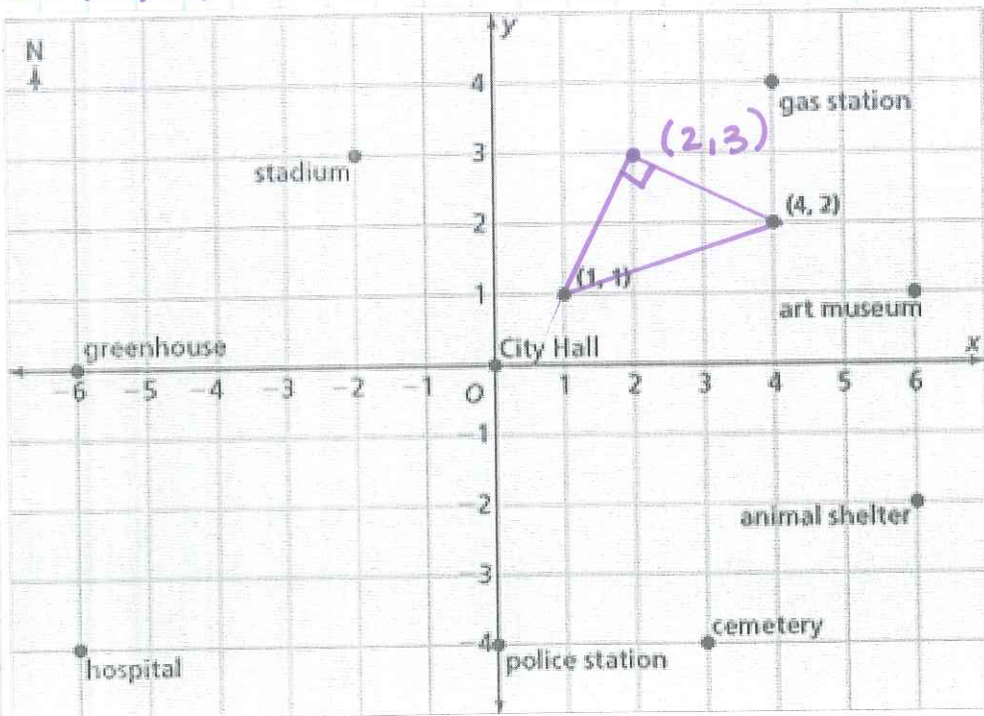 y
N
4
gas station
(2,3)
stadium
3
(4, 2)
2
(1, 1)
1
art museum
greenhouse
City Hall
x
-6 -5 -4 -3 -2 -1 O 1 2 3 4 5 6
-1
-2
animal shelter
-3
cemetery
-4
police station
hospital